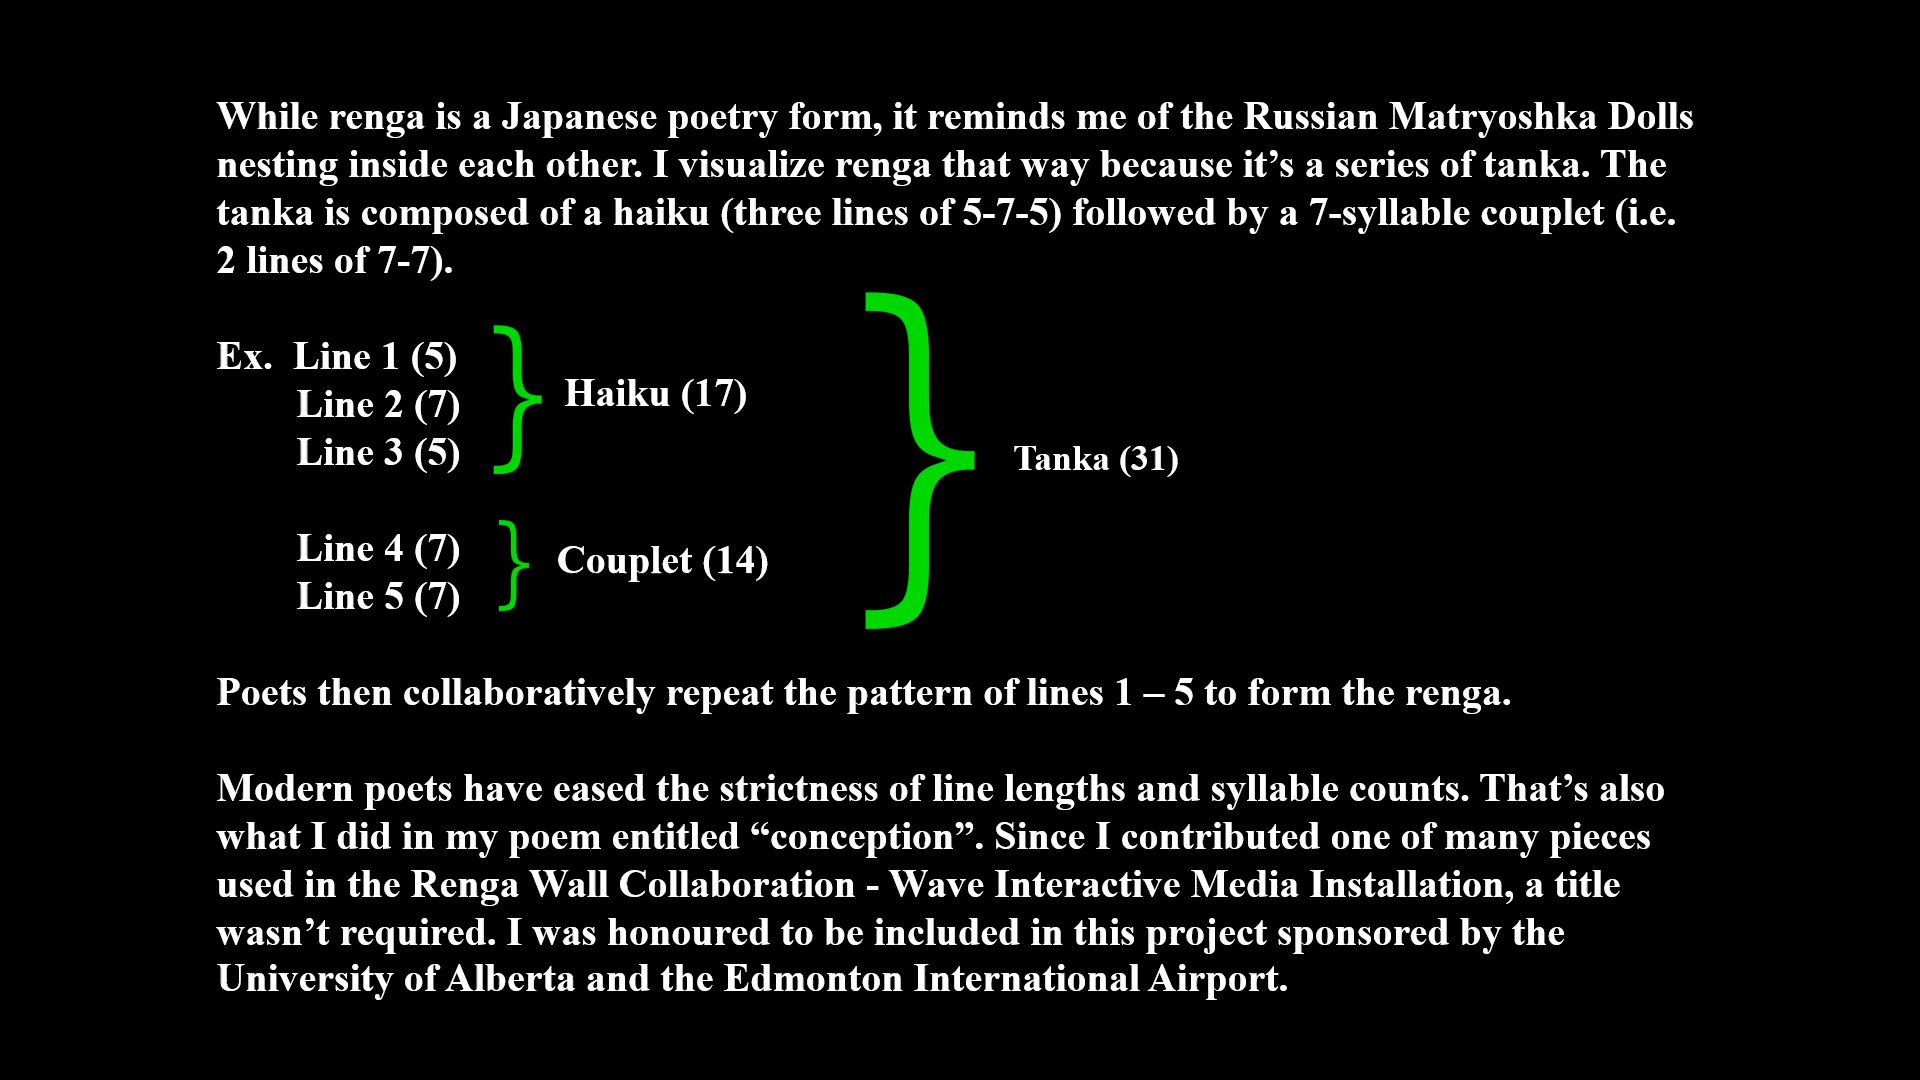 While renga is a Japanese poetry form, it reminds me of the Russian Matryoshka Dolls
nesting inside each other. I visualize renga that way because it’s a series of tanka. The
tanka is composed of a haiku (three lines of 5-7-5) followed by a 7-syllable couplet (i.e.
2 lines of 7-7).
Ex. Line 1 (5)
Line 2 (7)
Line 3 (5)
Haiku (17)
Line 4 (7)
Line 5 (7)
Couplet (14)
Tanka (31)
Poets then collaboratively repeat the pattern of lines 1 – 5 to form the renga.
Modern poets have eased the strictness of line lengths and syllable counts. That’s also
what I did in my poem entitled “conception”. Since I contributed one of many pieces
used in the Renga Wall Collaboration - Wave Interactive Media Installation, a title
wasn’t required. I was honoured to be included in this project sponsored by the
University of Alberta and the Edmonton International Airport.